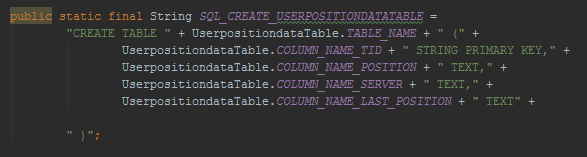 public static final String SQL_CREATE_USERPOSITIONDATATABLE =
"CREATE TABLE " + UserpositiondataTable.TABLE_NAME + " (" +
UserpositiondataTable.COLUMN_NAME_TID + " STRING PRIMARY KEY," +
UserpositiondataTable.COLUMN_NAME_POSITION + " TEXT," +
UserpositiondataTable.COLUMN_NAME_SERVER + " TEXT," +
UserpositiondataTable.COLUMN_NAME_LAST_POSITION + " TEXT" +
" )";